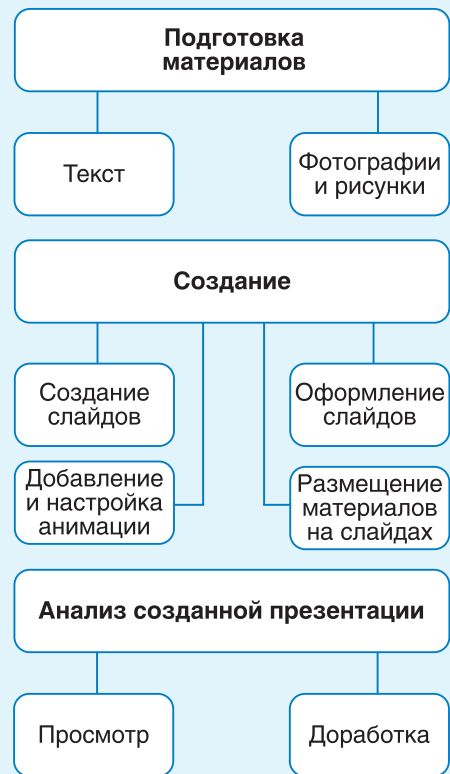 Подготовка
материалов
Текст
Фотографии
и рисунки
Создание
Создание
слайдов
Оформление
слайдов
Добавление
и настройка
анимации
Размещение
материалов
на слайдах
Анализ созданной презентации
Просмотр
Доработка